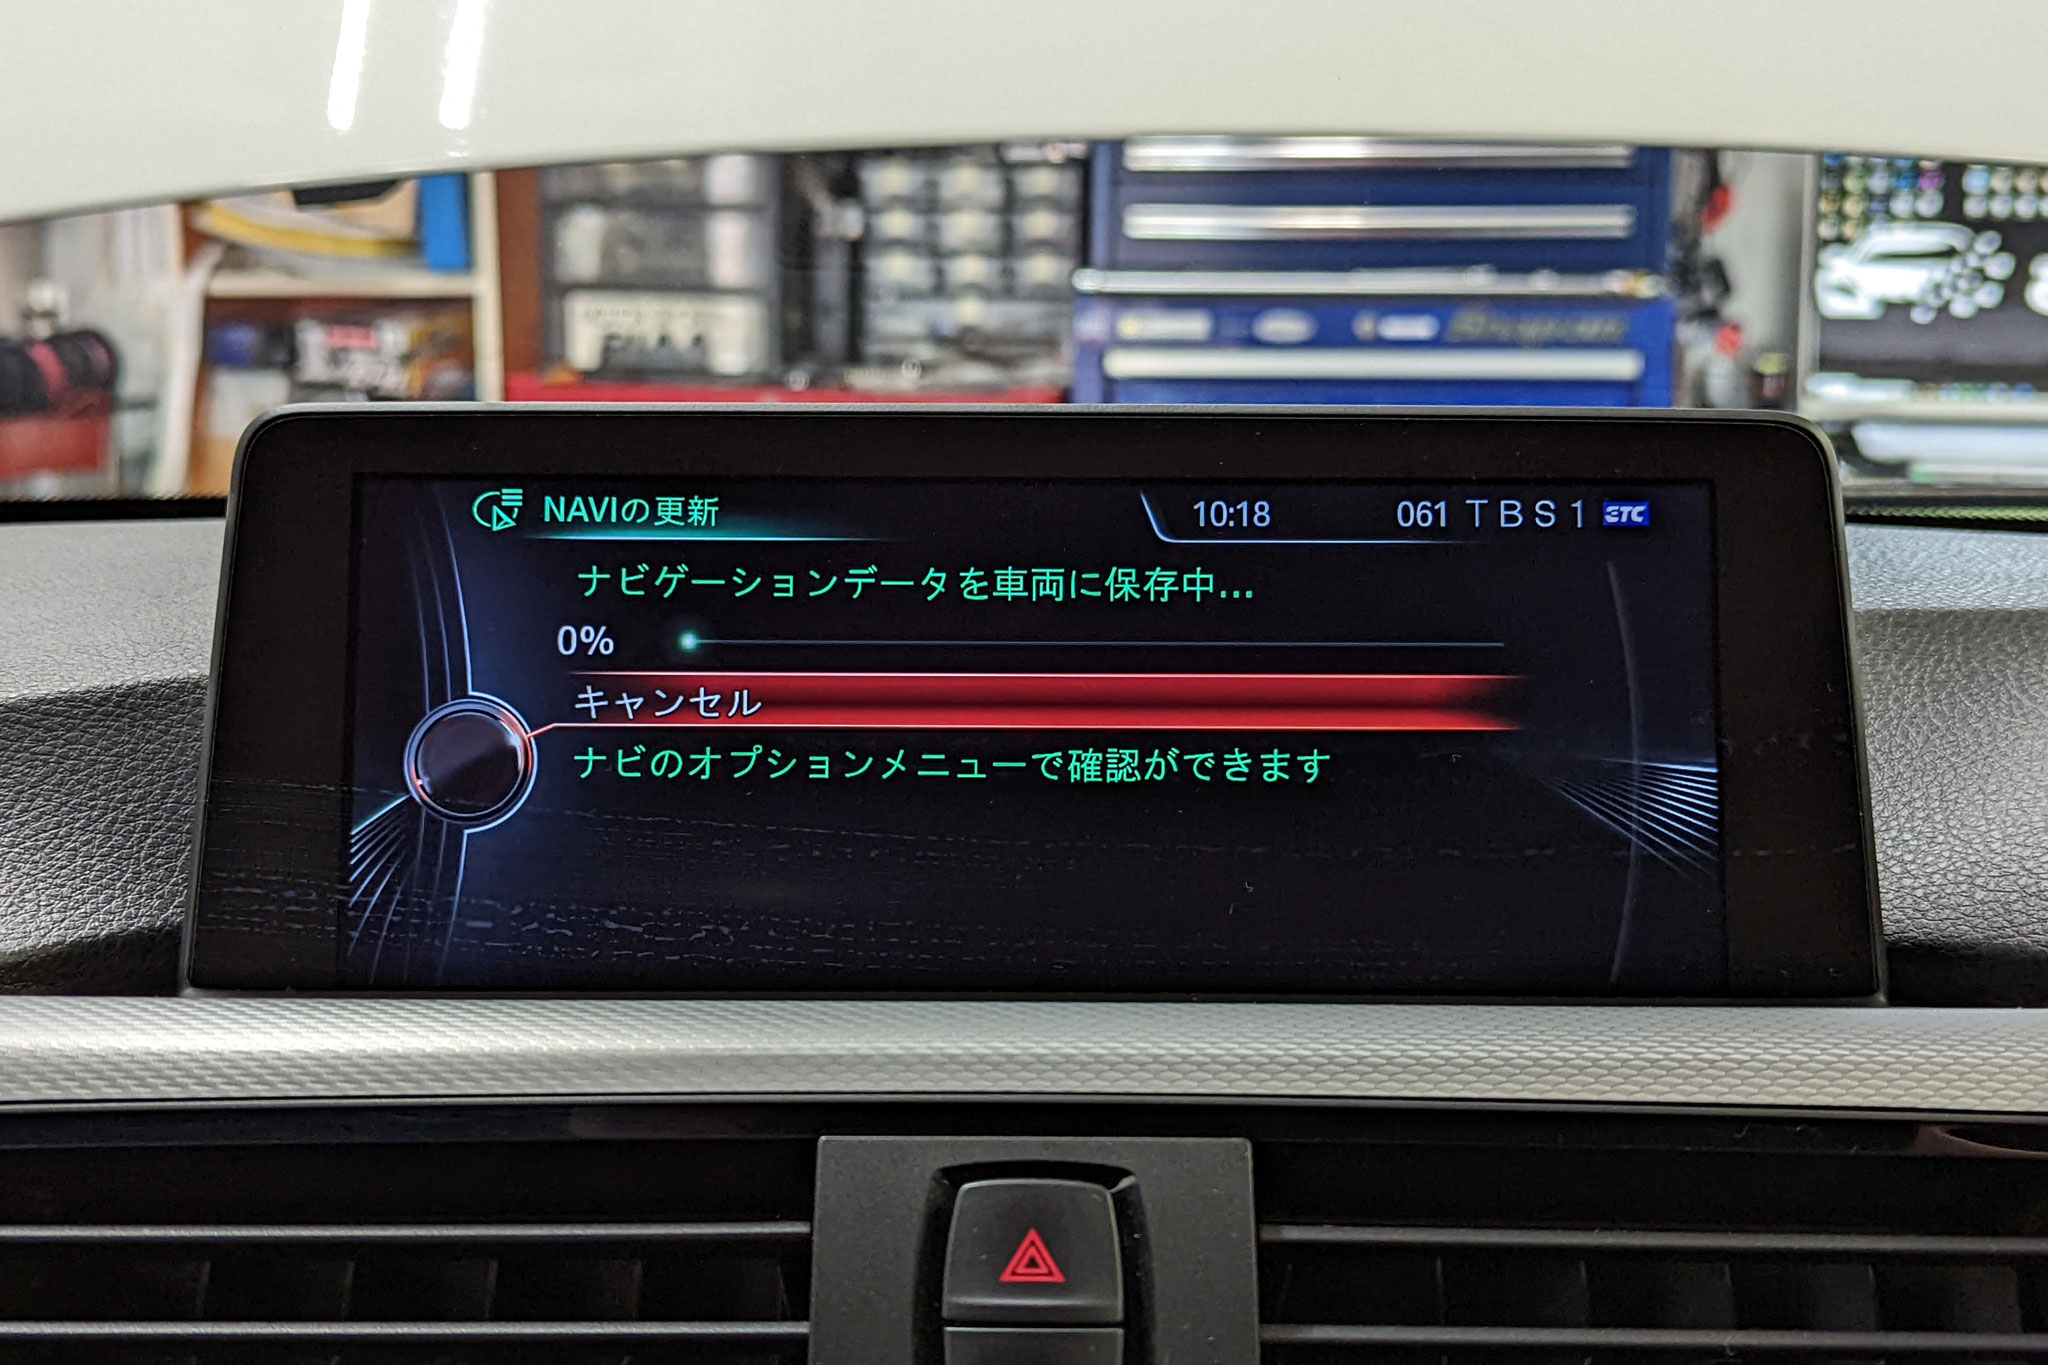 NAVIの更新
10:18
061 ＴＢＳ１ ETC
ナビゲーションデータを車両に保存中...
0%
キャンセル
ナビのオプションメニューで確認ができます